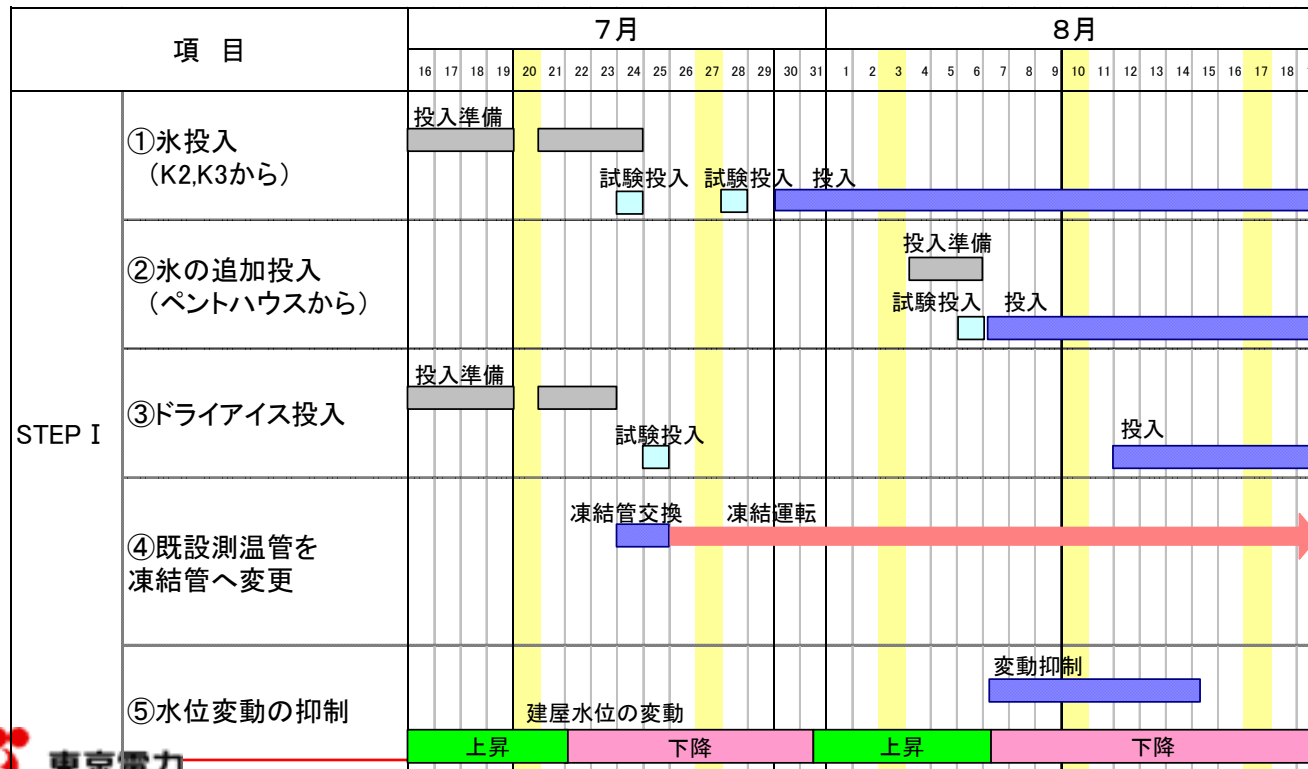 項 目
7月
8月
16 17 18 19 20 21 22 23 24 25 26 27 28 29 30 31 1 2 3 4 5 6 7 8 9 10 11 12 13 14 15 16 17 18
STEP Ⅰ
①氷投入
（K2,K3から）
投入準備
試験投入 試験投入 投入
②氷の追加投入
（ペントハウスから）
投入準備
試験投入 投入
③ドライアイス投入
投入準備
試験投入
投入
④既設測温管を
凍結管へ変更
凍結管交換 凍結運転
⑤水位変動の抑制
変動抑制
建屋水位の変動
上昇 下降 上昇 下降
東京電力